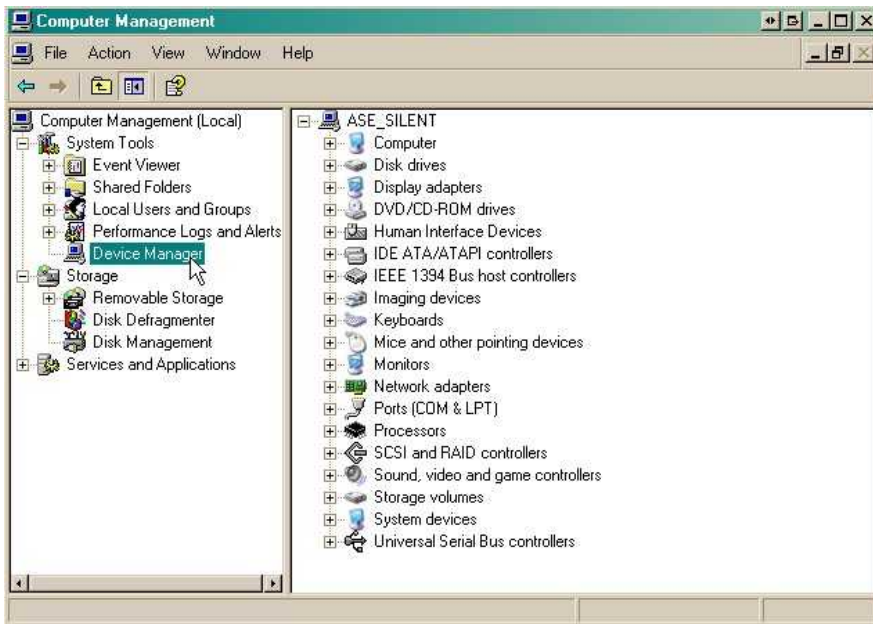 Computer Management
File Action View Window Help
Computer Management (Local)
System Tools
Event Viewer
Shared Folders
Local Users and Groups
Performance Logs and Alerts
Device Manager
Storage
Removable Storage
Disk Defragmenter
Disk Management
Services and Applications
ASE_SILENT
Computer
Disk drives
Display adapters
DVD/CD-ROM drives
Human Interface Devices
IDE ATA/ATAPI controllers
IEEE 1394 Bus host controllers
Imaging devices
Keyboards
Mice and other pointing devices
Monitors
Network adapters
Ports (COM & LPT)
Processors
SCSI and RAID controllers
Sound, video and game controllers
Storage volumes
System devices
Universal Serial Bus controllers